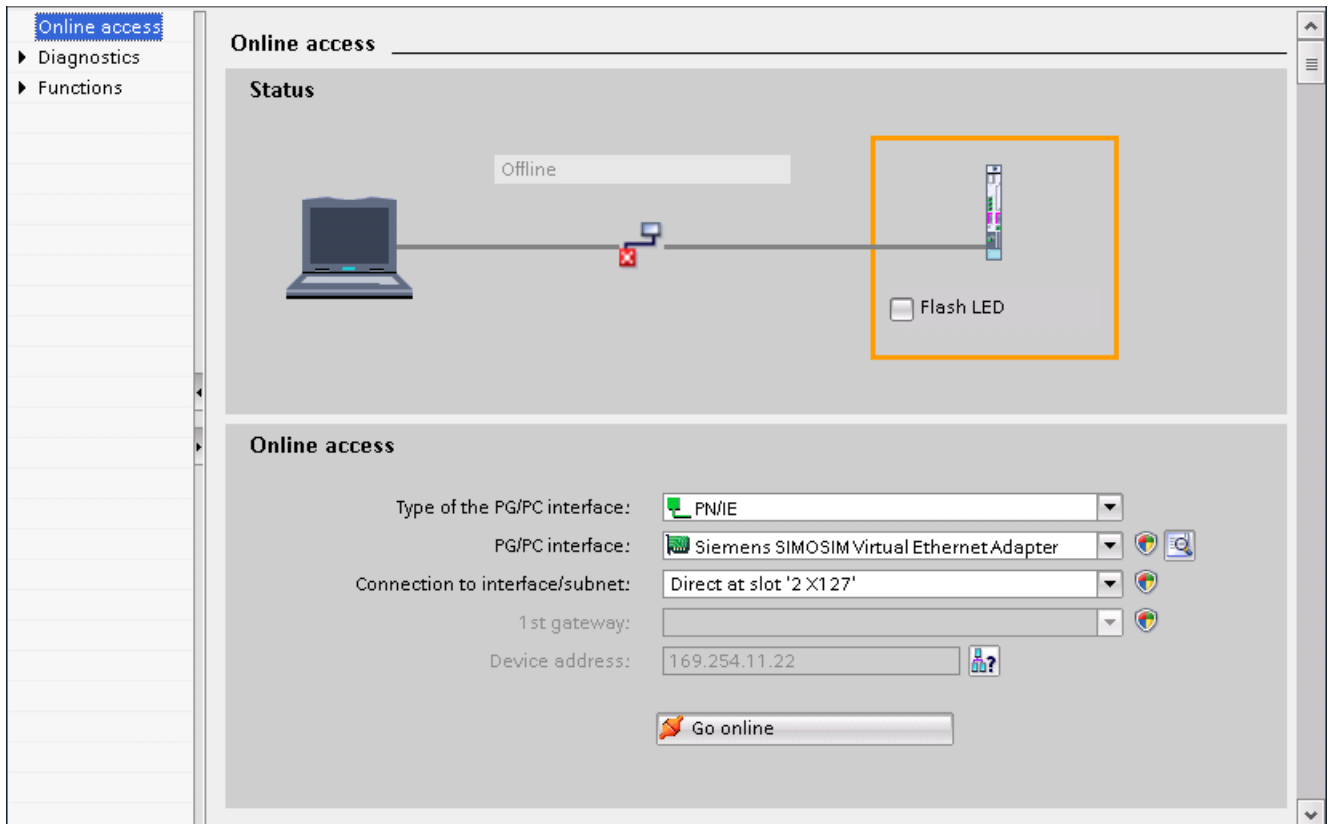 Online access
Diagnostics
Functions
Online access
Status
Offline
Flash LED
Online access
Type of the PG/PC interface:
PN/IE
PG/PC interface:
Siemens SIMOSIM Virtual Ethernet Adapter
Connection to interface/subnet:
Direct at slot '2 X127'
1st gateway:
Device address:
169.254.11.22
?
Go online